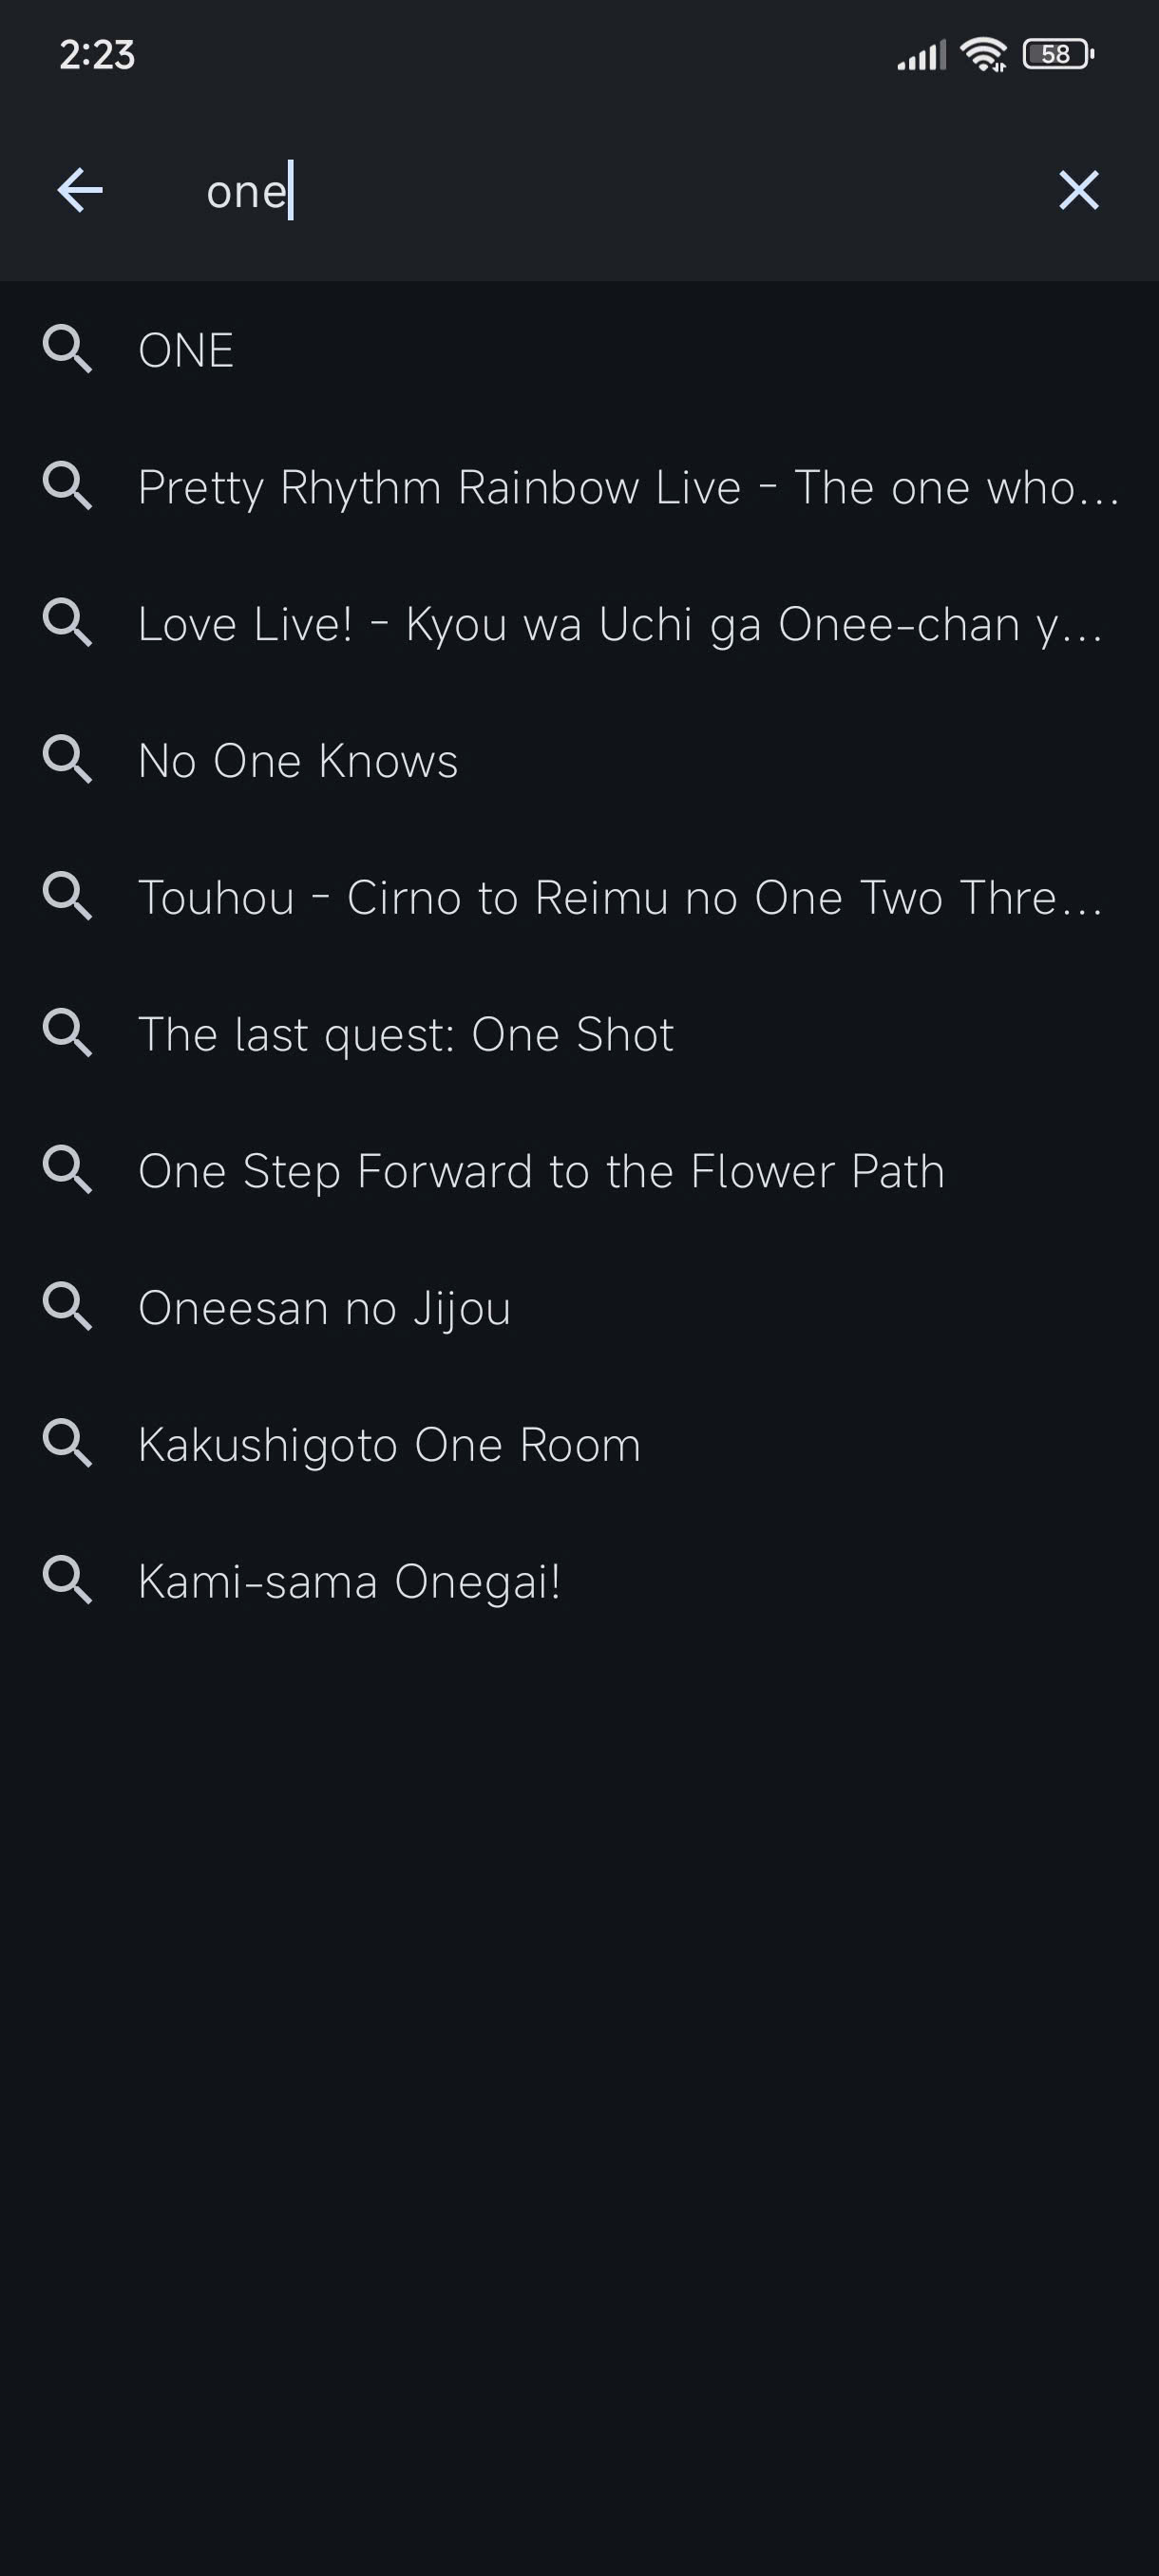 2:23
58
one
ONE
Pretty Rhythm Rainbow Live - The one who...
Love Live! - Kyou wa Uchi ga Onee-chan y...
No One Knows
Touhou - Cirno to Reimu no One Two Thre...
The last quest: One Shot
One Step Forward to the Flower Path
Oneesan no Jijou
Kakushigoto One Room
Kami-sama Onegai!